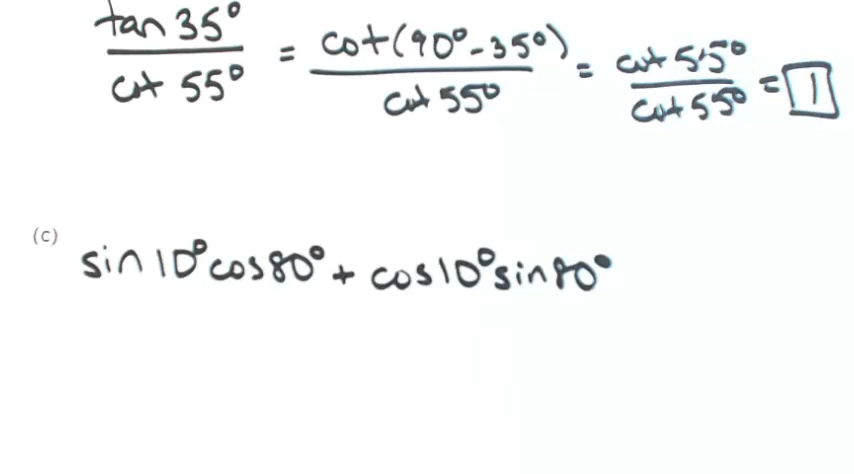 tan 35° / cot 55° = cot(90°-35°) / cot 55° = cot 55° / cot 55° = 1
(c) sin 10° cos 80° + cos 10° sin 80°